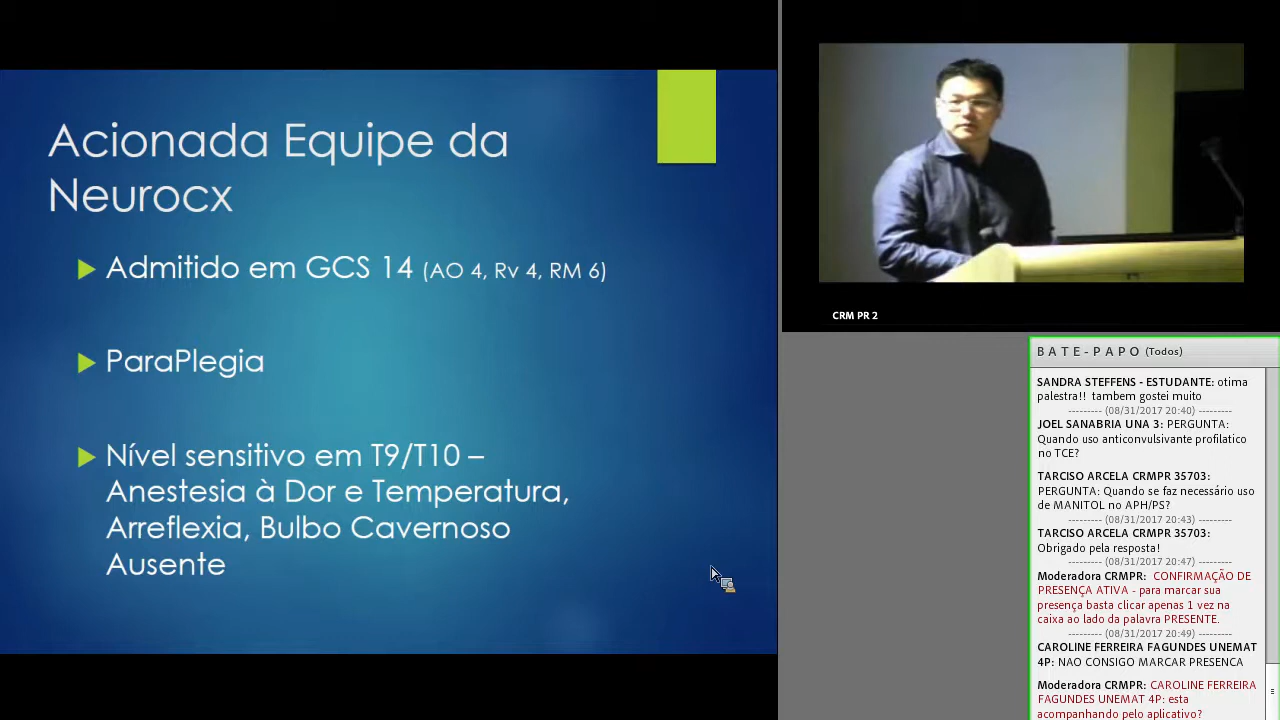 Acionada Equipe da
Neurocx
Admitido em GCS 14 (AO 4, Rv 4, RM 6)
ParaPlegia
Nível sensitivo em T9/T10 –
Anestesia à Dor e Temperatura,
Arreflexia, Bulbo Cavernoso
Ausente
CRM PR 2
BATE-PAPO (Todos)
SANDRA STEFFENS - ESTUDANTE: otima
palestra!! tambem gostei muito
--------- (08/31/2017 20:40) ---------
JOEL SANABRIA UNA 3: PERGUNTA:
Quando uso anticonvulsivante profilatico
no TCE?
TARCISO ARCELA CRMPR 35703:
PERGUNTA: Quando se faz necessário uso
de MANITOL no APH/PS?
--------- (08/31/2017 20:43) ---------
TARCISO ARCELA CRMPR 35703:
Obrigado pela resposta!
--------- (08/31/2017 20:47) ---------
Moderadora CRMPR: CONFIRMAÇÃO DE
PRESENÇA ATIVA - para marcar sua
presença basta clicar apenas 1 vez na
caixa ao lado da palavra PRESENTE.
--------- (08/31/2017 20:49) ---------
CAROLINE FERREIRA FAGUNDES UNEMAT
4P: NAO CONSIGO MARCAR PRESENCA
Moderadora CRMPR: CAROLINE FERREIRA
FAGUNDES UNEMAT 4P: esta
acompanhando pelo aplicativo?